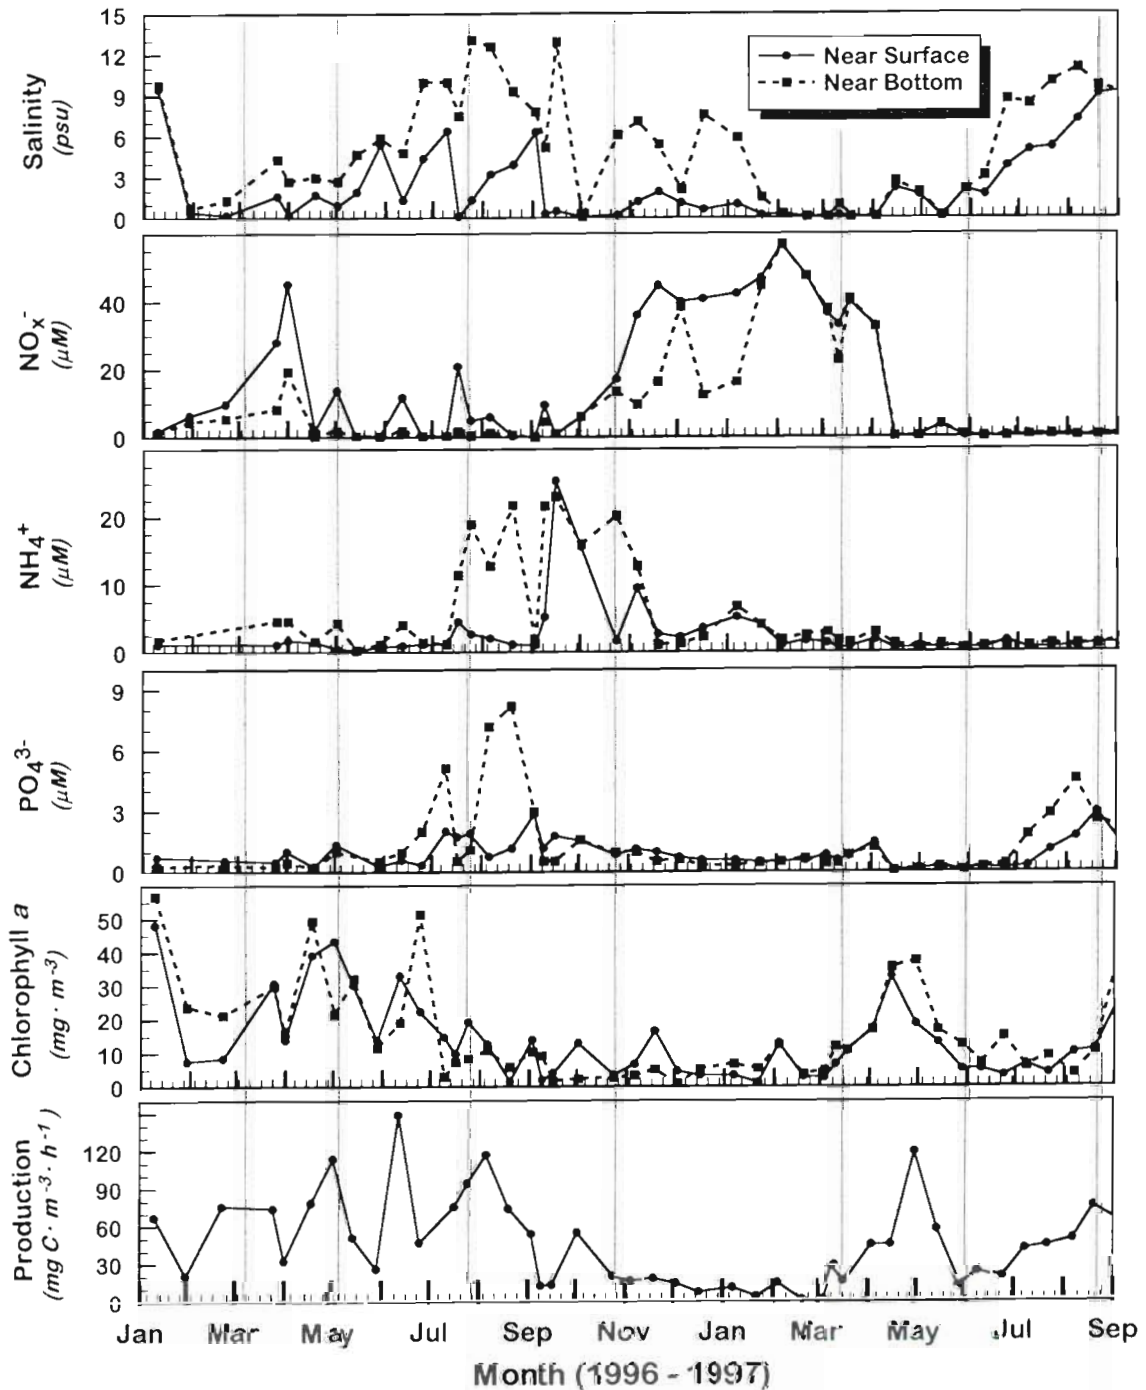 15
12
9
6
3
0
Salinity
(psu)
Near Surface
Near Bottom
40
20
0
NOx-
(µM)
20
10
0
NH4+
(µM)
9
6
3
0
PO43-
(µM)
50
40
30
20
10
0
Chlorophyll a
(mg · m-3)
120
90
60
30
0
Production
(mg C · m-3 · h-1)
Jan Mar May Jul Sep Nov Jan Mar May Jul Sep
Month (1996 - 1997)